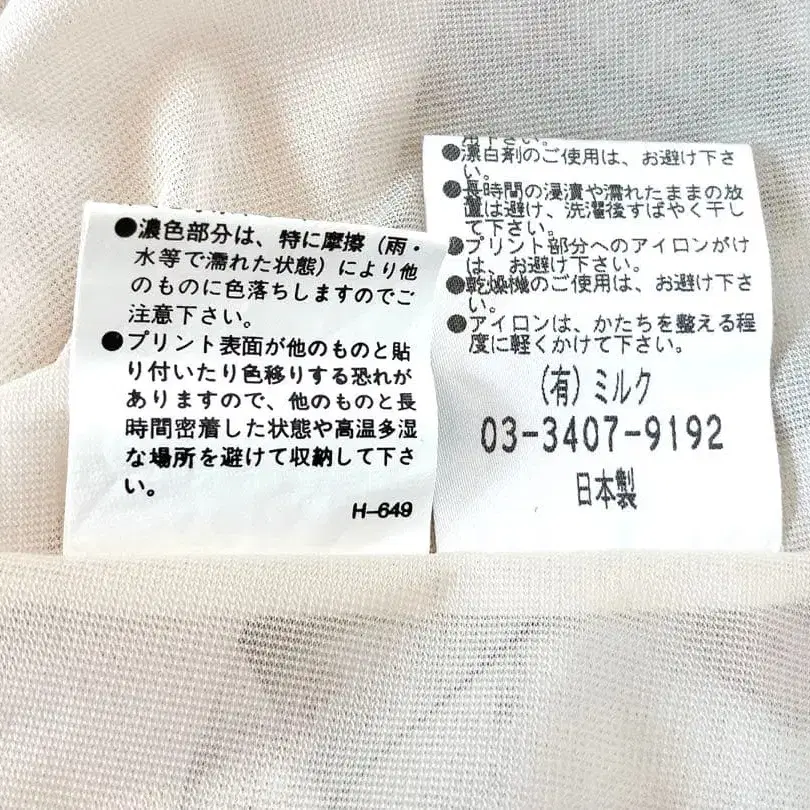 ●濃色部分は、特に摩擦（雨・
水等で濡れた状態）により他
のものに色落ちしますのでご
注意下さい。
●プリント表面が他のものと貼
り付いたり色移りする恐れが
ありますので、他のものと長
時間密着した状態や高温多湿
な場所を避けて収納して下さ
い。
H-649
用下さい。
●漂白剤のご使用は、お避け下さ
い。
●長時間の浸漬や濡れたままの放
置は避け、洗濯後すばやく干し
て下さい。
●プリント部分へのアイロンがけ
は、お避け下さい。
●乾燥機のご使用は、お避け下さ
い。
●アイロンは、かたちを整える程
度に軽くかけて下さい。
(有)ミルク
03-3407-9192
日本製